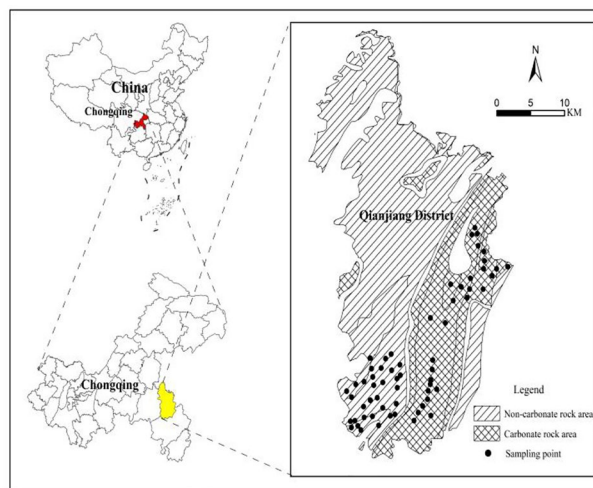 China
Chongqing
Chongqing
N
0 5 10
KM
Qianjiang District
Legend
Non-carbonate rock area
Carbonate rock area
Sampling point